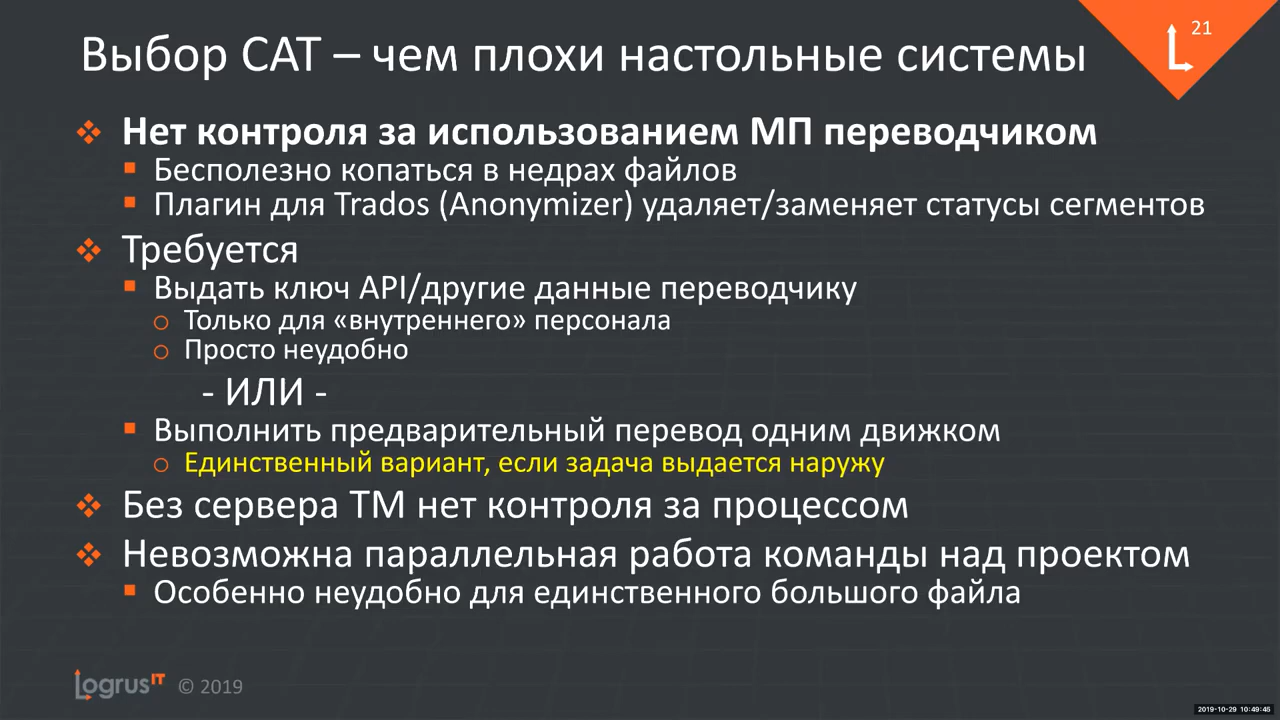 21
Выбор CAT – чем плохи настольные системы
Нет контроля за использованием МП переводчиком
Бесполезно копаться в недрах файлов
Плагин для Trados (Anonymizer) удаляет/заменяет статусы сегментов
Требуется
Выдать ключ API/другие данные переводчику
Только для «внутреннего» персонала
Просто неудобно
- ИЛИ -
Выполнить предварительный перевод одним движком
Единственный вариант, если задача выдается наружу
Без сервера ТМ нет контроля за процессом
Невозможна параллельная работа команды над проектом
Особенно неудобно для единственного большого файла
logrus IT © 2019
2019-10-29 10:49:45